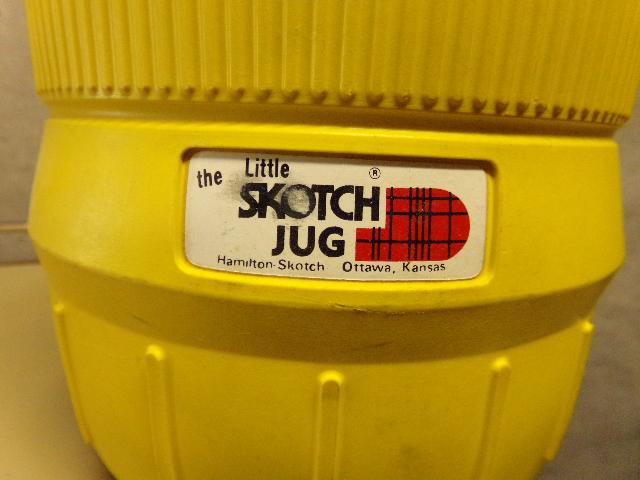 the Little ®
SKOTCH
JUG
Hamilton-Skotch Ottawa, Kansas